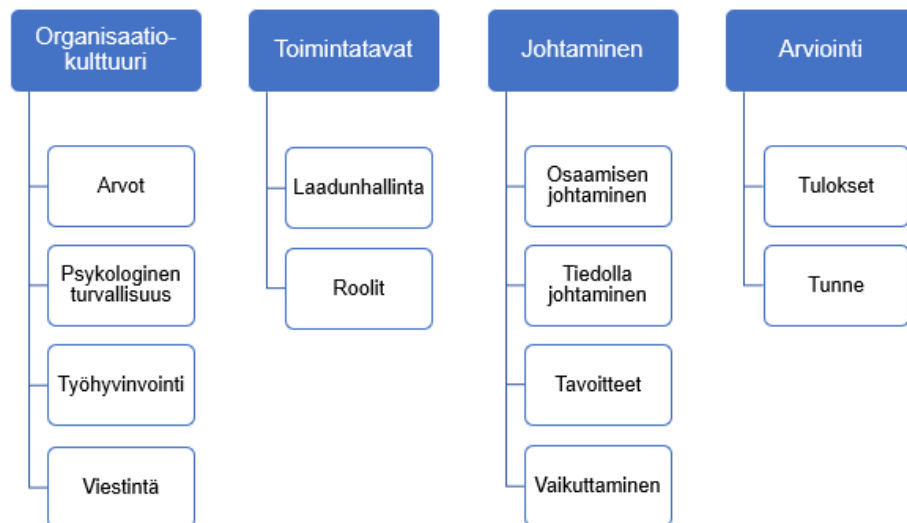 Organisaatio-
kulttuuri
Arvot
Psykologinen
turvallisuus
Työhyvinvointi
Viestintä
Toimintatavat
Laadunhallinta
Roolit
Johtaminen
Osaamisen
johtaminen
Tiedolla
johtaminen
Tavoitteet
Vaikuttaminen
Arviointi
Tulokset
Tunne